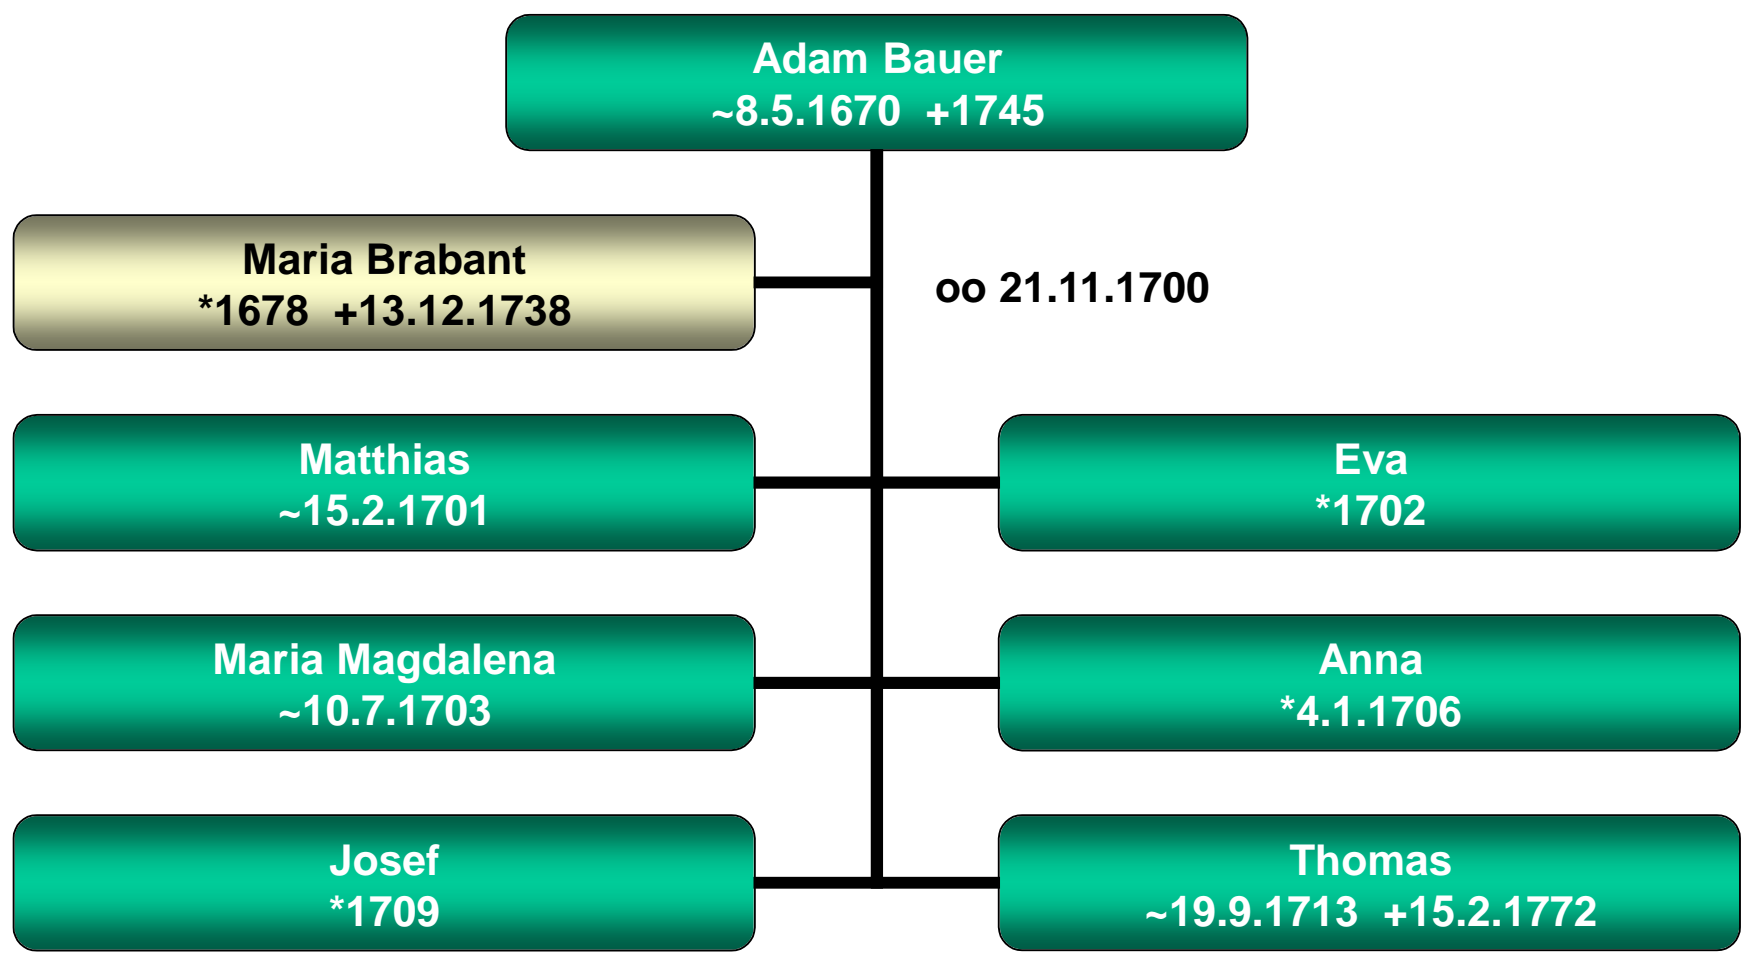 Adam Bauer
~8.5.1670 +1745
Maria Brabant
*1678 +13.12.1738
oo 21.11.1700
Matthias
~15.2.1701
Eva
*1702
Maria Magdalena
~10.7.1703
Anna
*4.1.1706
Josef
*1709
Thomas
~19.9.1713 +15.2.1772